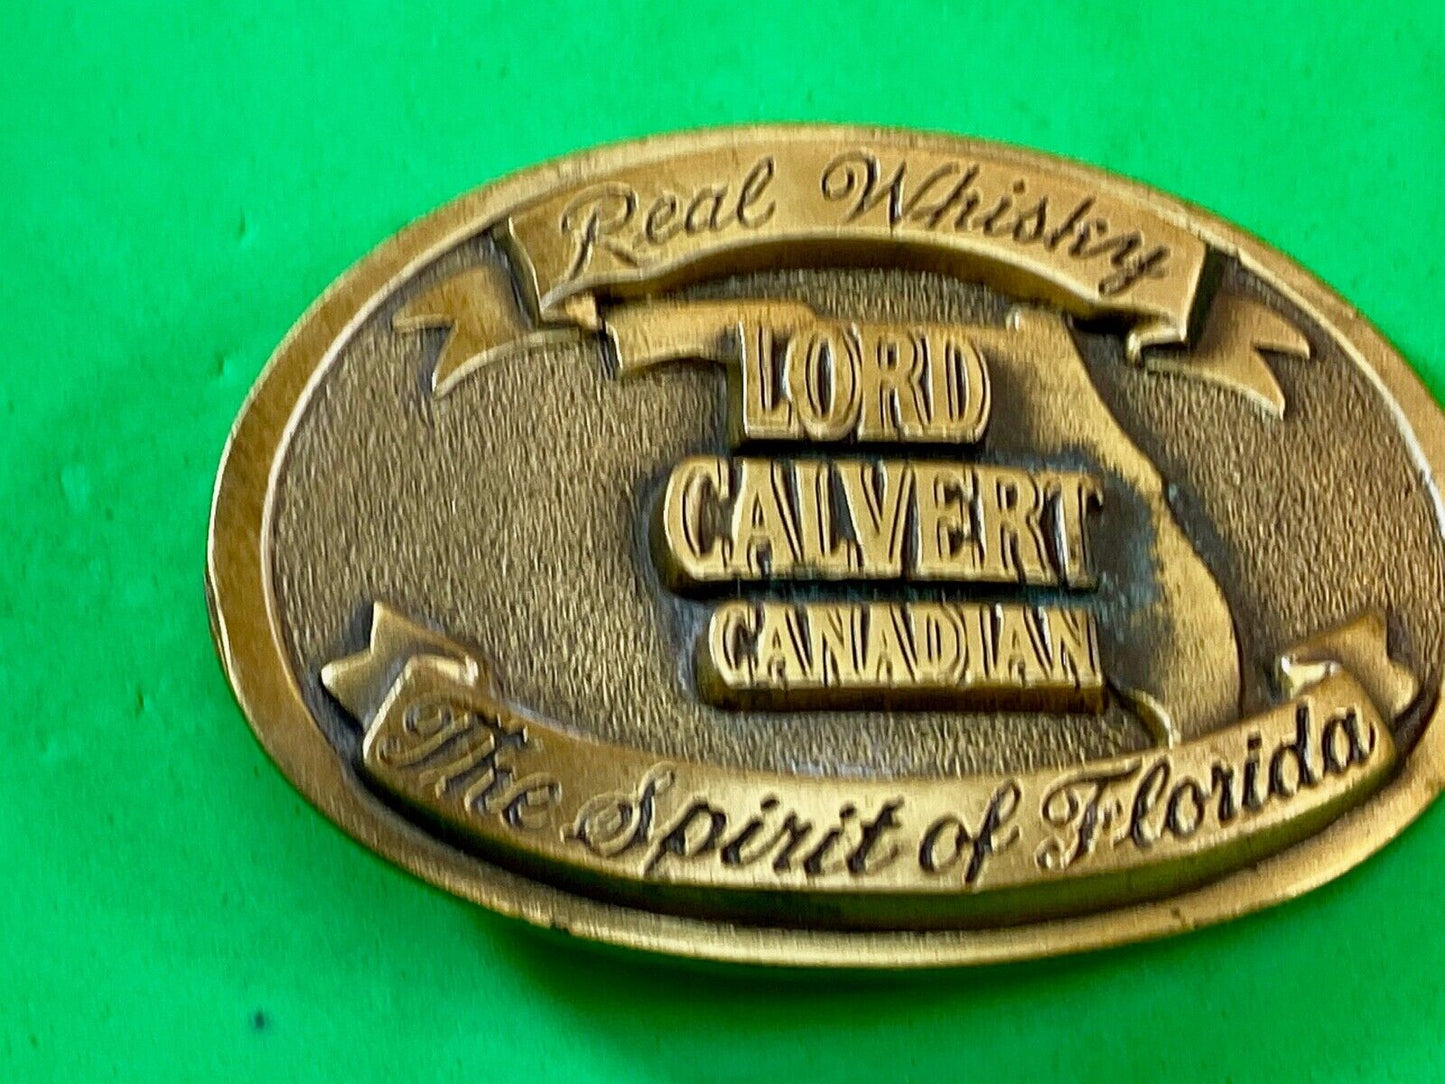 Real Whisky
LORD
CALVERT
CANADIAN
The Spirit of Florida